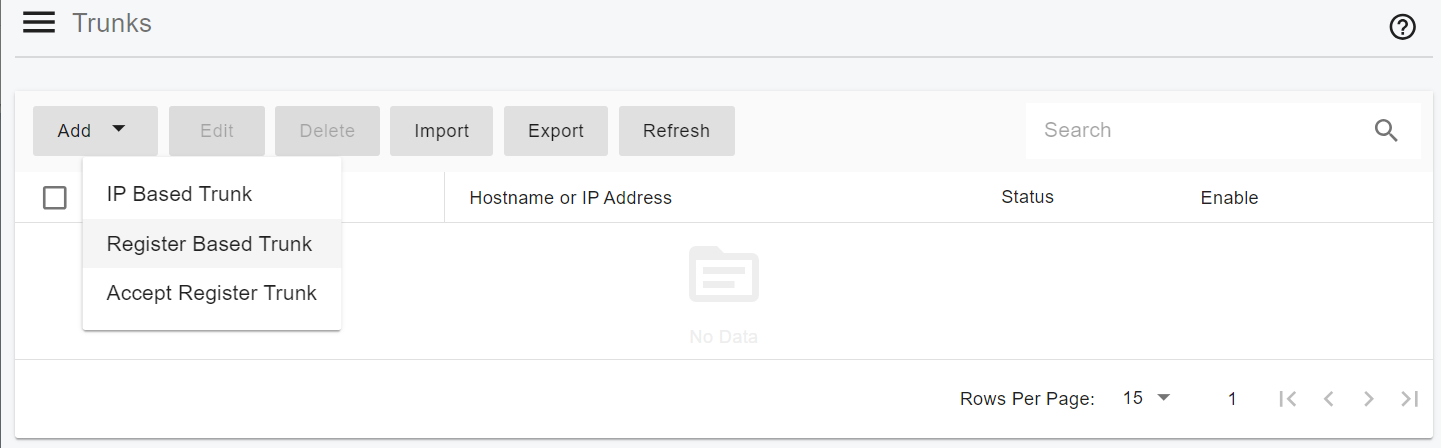 Trunks
Add Edit Delete Import Export Refresh Search
IP Based Trunk
Hostname or IP Address Status Enable
Register Based Trunk
Accept Register Trunk
No Data
Rows Per Page: 15 1